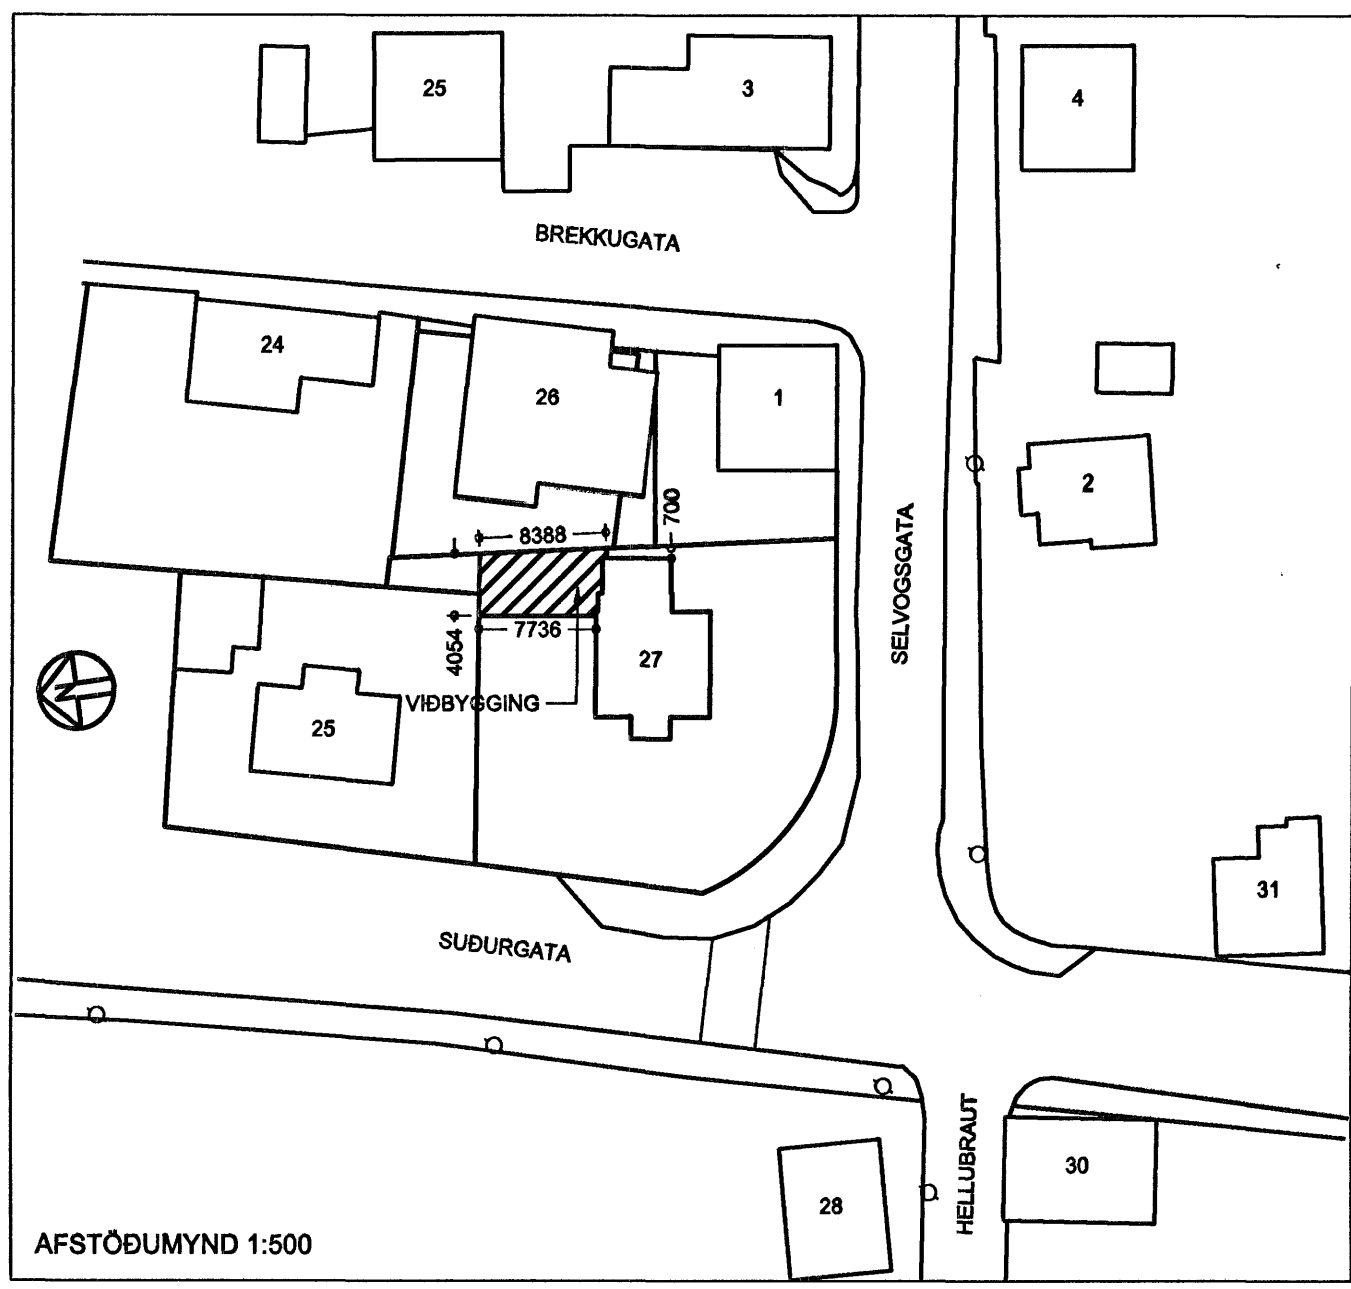 25
3
4
BREKKUGATA
24
26
1
2
700
8388
SELVOGSGATA
7736
4054
27
VIÐBYGGING
N
25
31
SUÐURGATA
HELLUBRAUT
30
28
AFSTÖÐUMYND 1:500